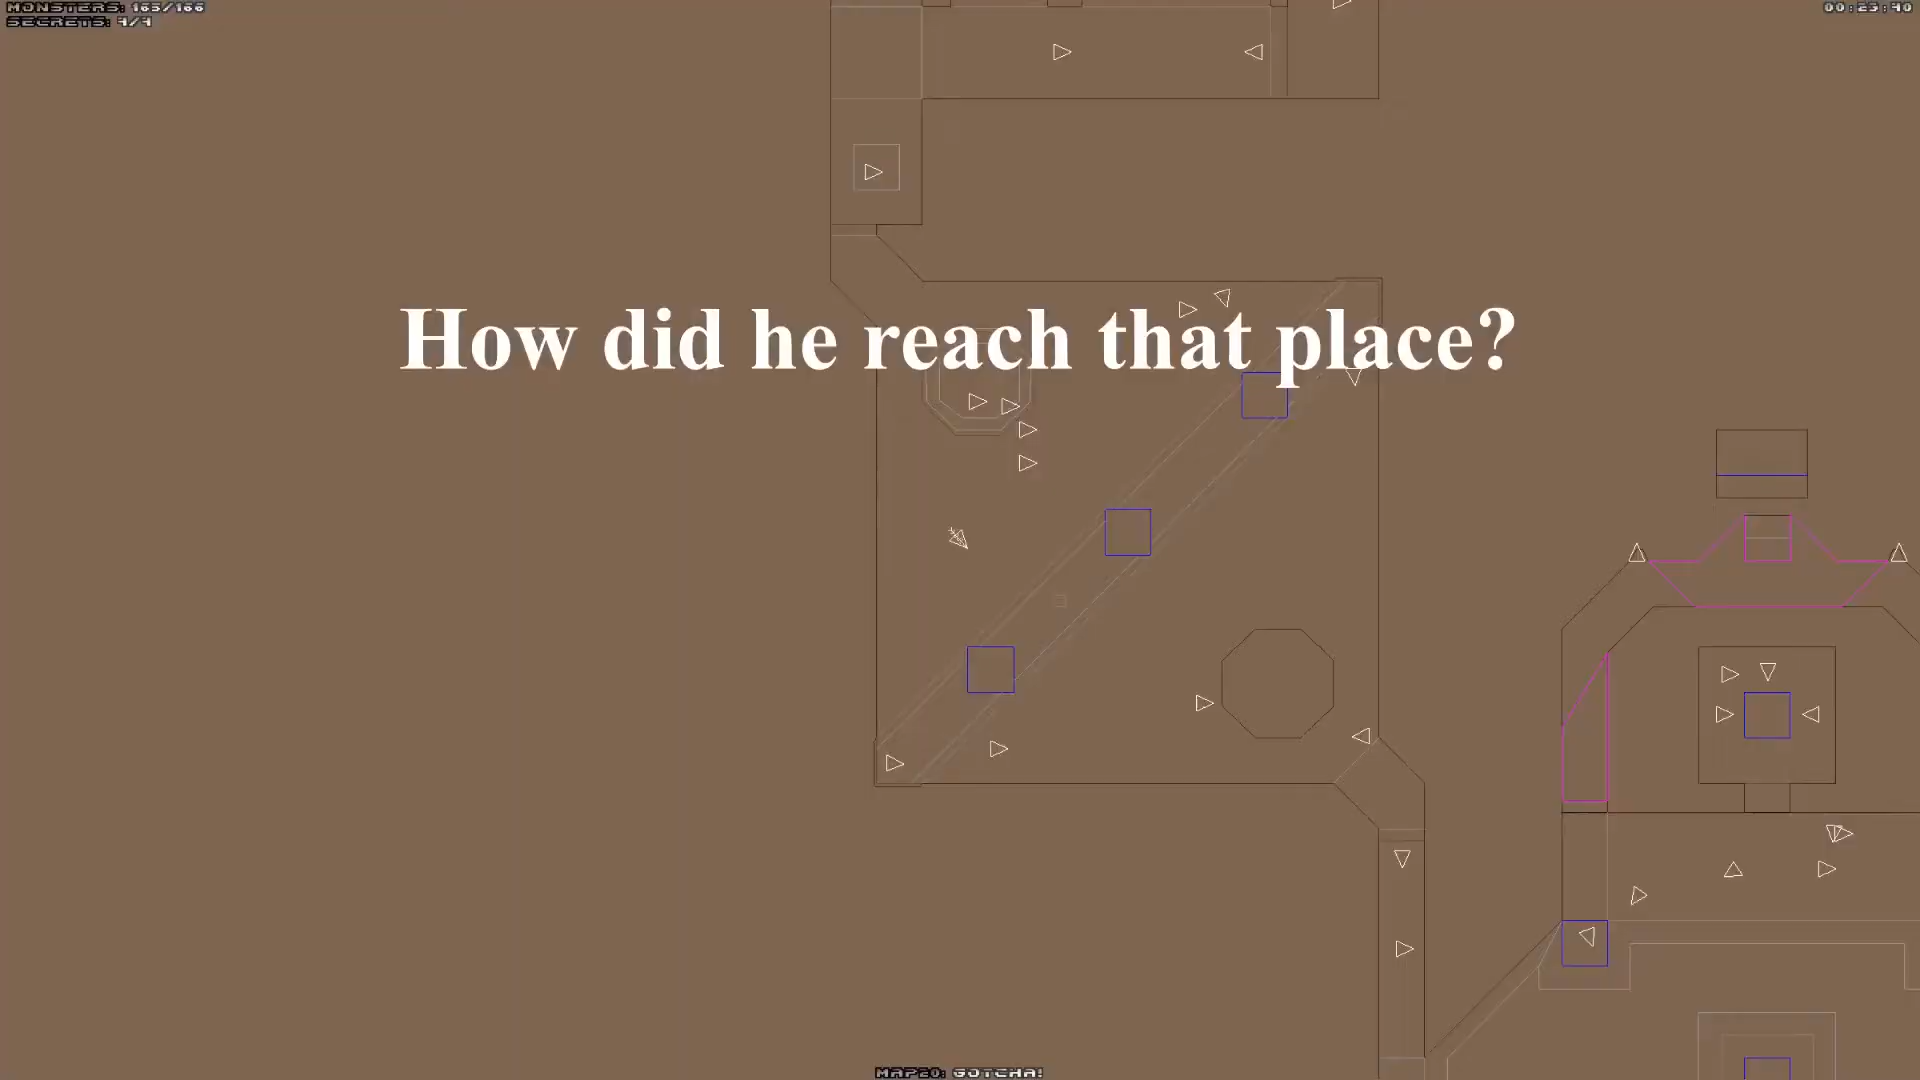 MONSTERS: 165/166
00:23:40
SECRETS: 4/4
How did he reach that place?
MAP20: GOTCHA!